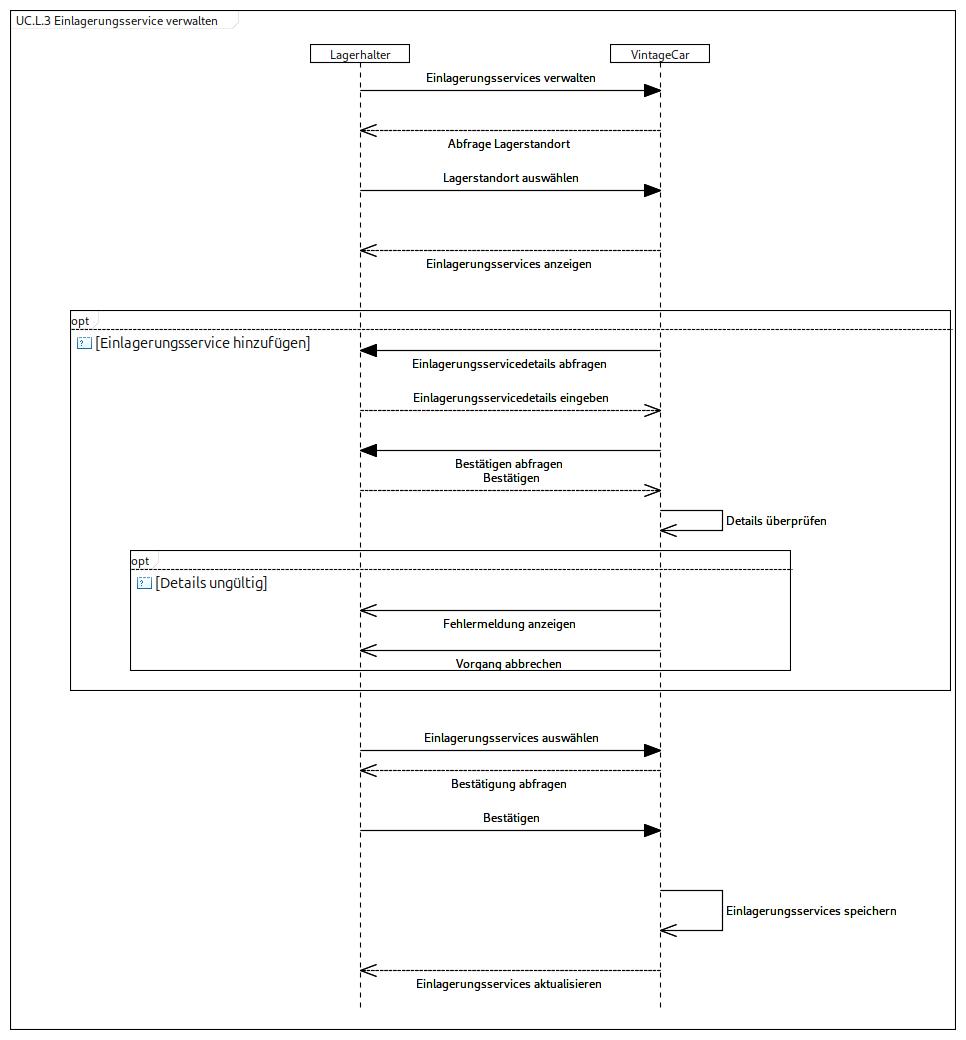 UC.L.3 Einlagerungsservice verwalten
Lagerhalter
VintageCar
Einlagerungsservices verwalten
Abfrage Lagerstandort
Lagerstandort auswählen
Einlagerungsservices anzeigen
opt
[Einlagerungsservice hinzufügen]
Einlagerungsservicedetails abfragen
Einlagerungsservicedetails eingeben
Bestätigen abfragen
Bestätigen
Details überprüfen
opt
[Details ungültig]
Fehlermeldung anzeigen
Vorgang abbrechen
Einlagerungsservices auswählen
Bestätigung abfragen
Bestätigen
Einlagerungsservices speichern
Einlagerungsservices aktualisieren